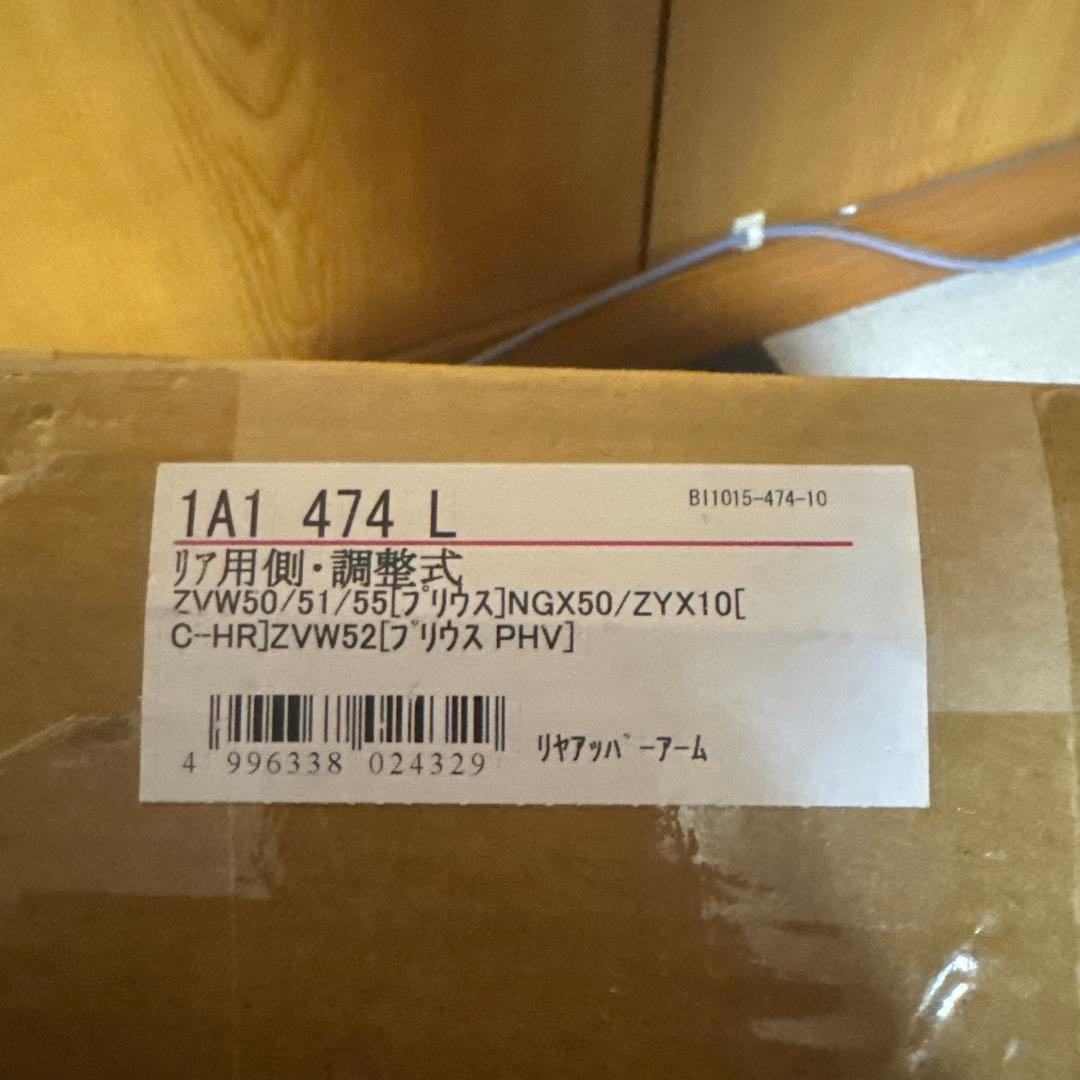 1A1 474 L
BI1015-474-10
ﾘｱ用側・調整式
ZVW50/51/55[ﾌﾟﾘｳｽ]NGX50/ZYX10[
C-HR]ZVW52[ﾌﾟﾘｳｽ PHV]
4 996338 024329
ﾘﾔｱｯﾊﾟｰｱｰﾑ